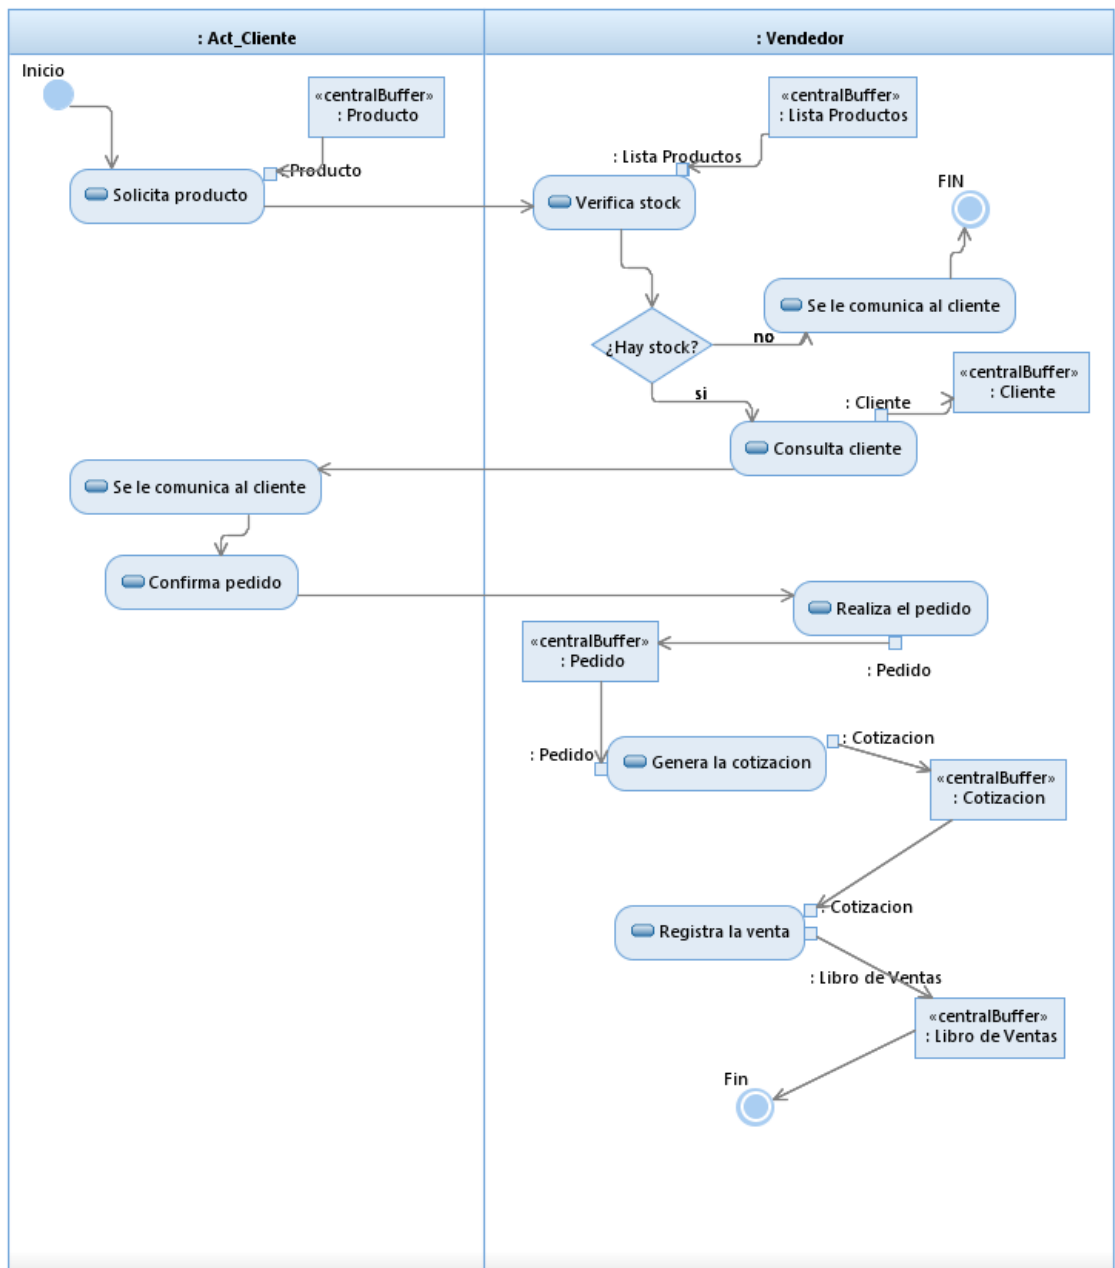 : Act_Cliente
: Vendedor
Inicio
«centralBuffer»
: Producto
: Producto
Solicita producto
«centralBuffer»
: Lista Productos
: Lista Productos
Verifica stock
FIN
Se le comunica al cliente
¿Hay stock?
no
si
«centralBuffer»
: Cliente
: Cliente
Consulta cliente
Se le comunica al cliente
Confirma pedido
Realiza el pedido
«centralBuffer»
: Pedido
: Pedido
: Pedido
Genera la cotizacion
: Cotizacion
«centralBuffer»
: Cotizacion
: Cotizacion
Registra la venta
: Libro de Ventas
«centralBuffer»
: Libro de Ventas
Fin